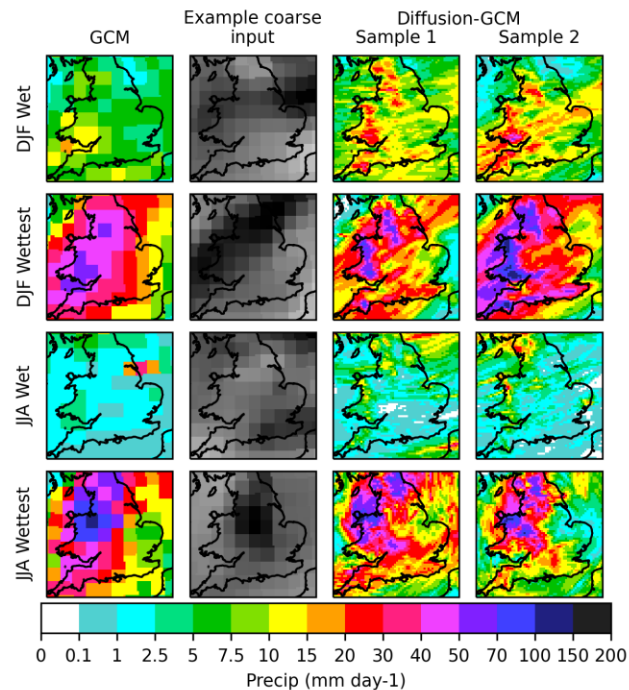 GCM
Example coarse
input
Diffusion-GCM
Sample 1 Sample 2
DJF Wet
DJF Wettest
JJA Wet
JJA Wettest
0 0.1 1 2.5 5 7.5 10 15 20 30 40 50 70 100 150 200
Precip (mm day-1)